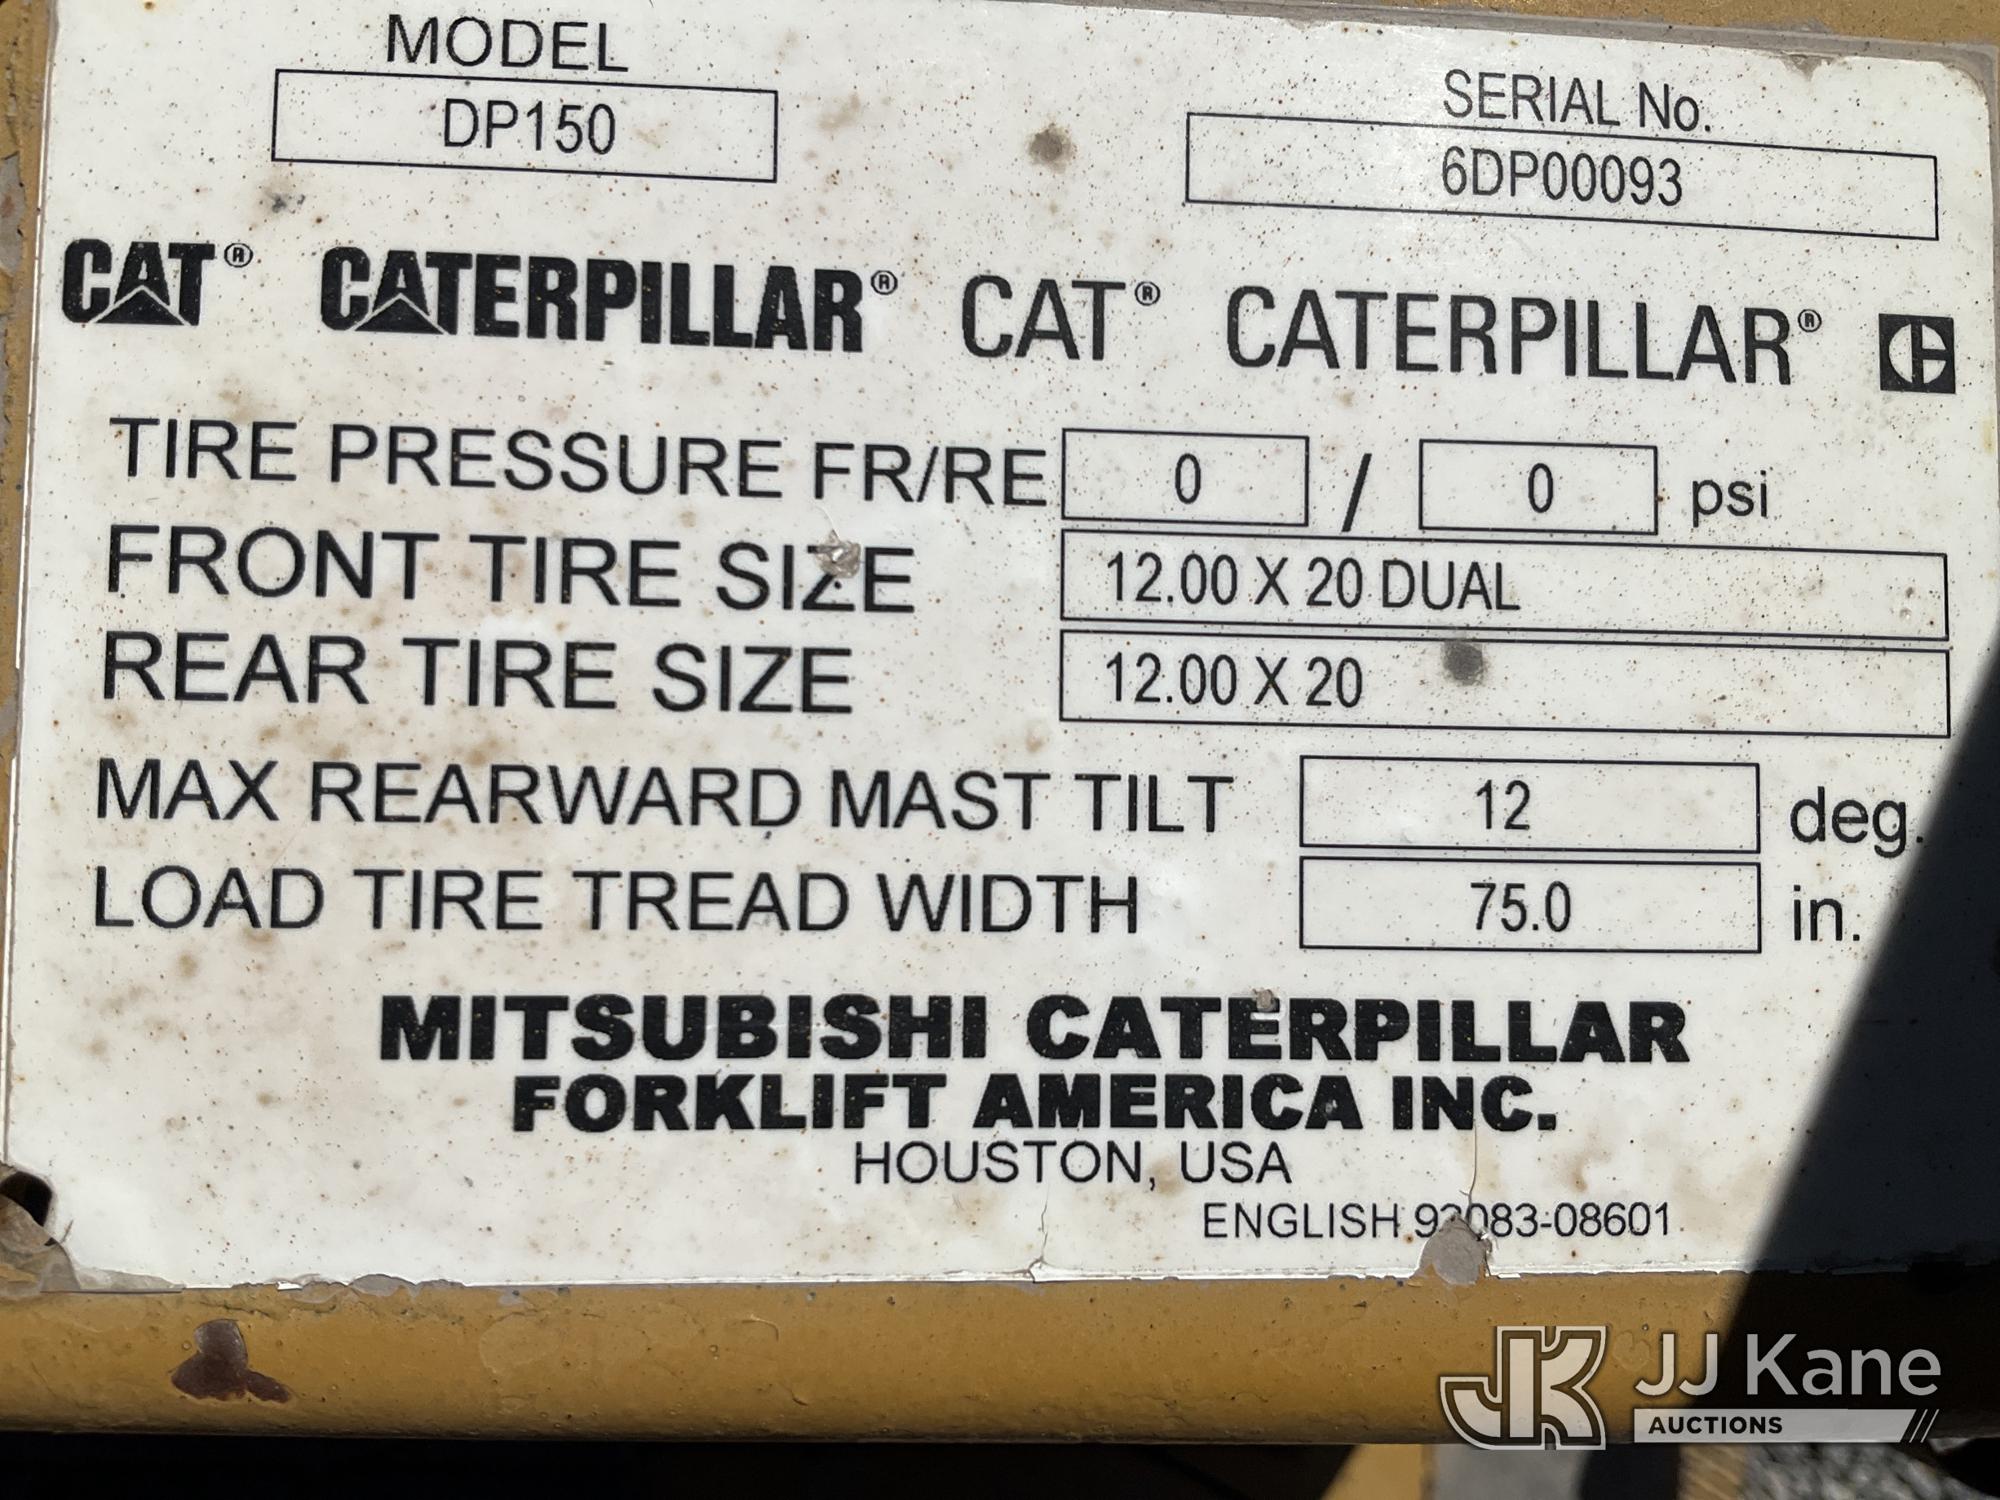 MODEL
DP150
SERIAL No.
6DP00093
CAT® CATERPILLAR® CAT® CATERPILLAR®
TIRE PRESSURE FR/RE 0 / 0 psi
FRONT TIRE SIZE 12.00 X 20 DUAL
REAR TIRE SIZE 12.00 X 20
MAX REARWARD MAST TILT 12 deg.
LOAD TIRE TREAD WIDTH 75.0 in.
MITSUBISHI CATERPILLAR
FORKLIFT AMERICA INC.
HOUSTON, USA
ENGLISH
JK JJ Kane
AUCTIONS